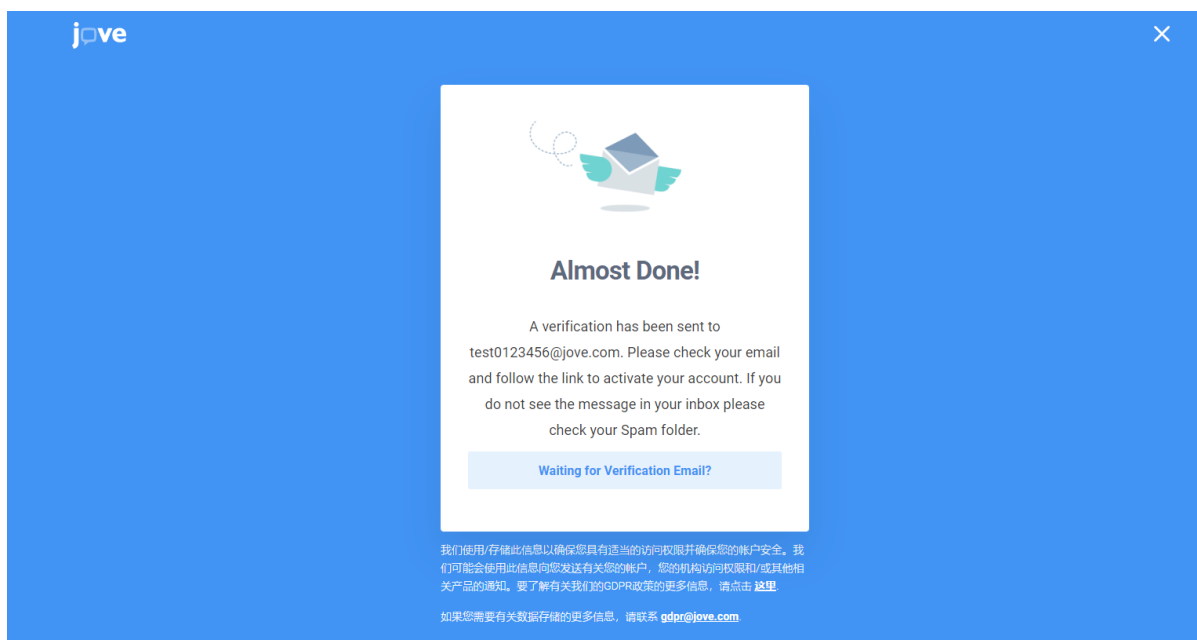 jove
Almost Done!
A verification has been sent to
test0123456@jove.com. Please check your email
and follow the link to activate your account. If you
do not see the message in your inbox please
check your Spam folder.
Waiting for Verification Email?
我们使用/存储此信息以确保您具有适当的访问权限并确保您的帐户安全。我
们可能会使用此信息向您发送有关您的帐户，您的机构访问权限和/或其他相
关产品的通知。要了解有关我们的GDPR政策的更多信息，请点击 这里.
如果您需要有关数据存储的更多信息，请联系 gdpr@jove.com.